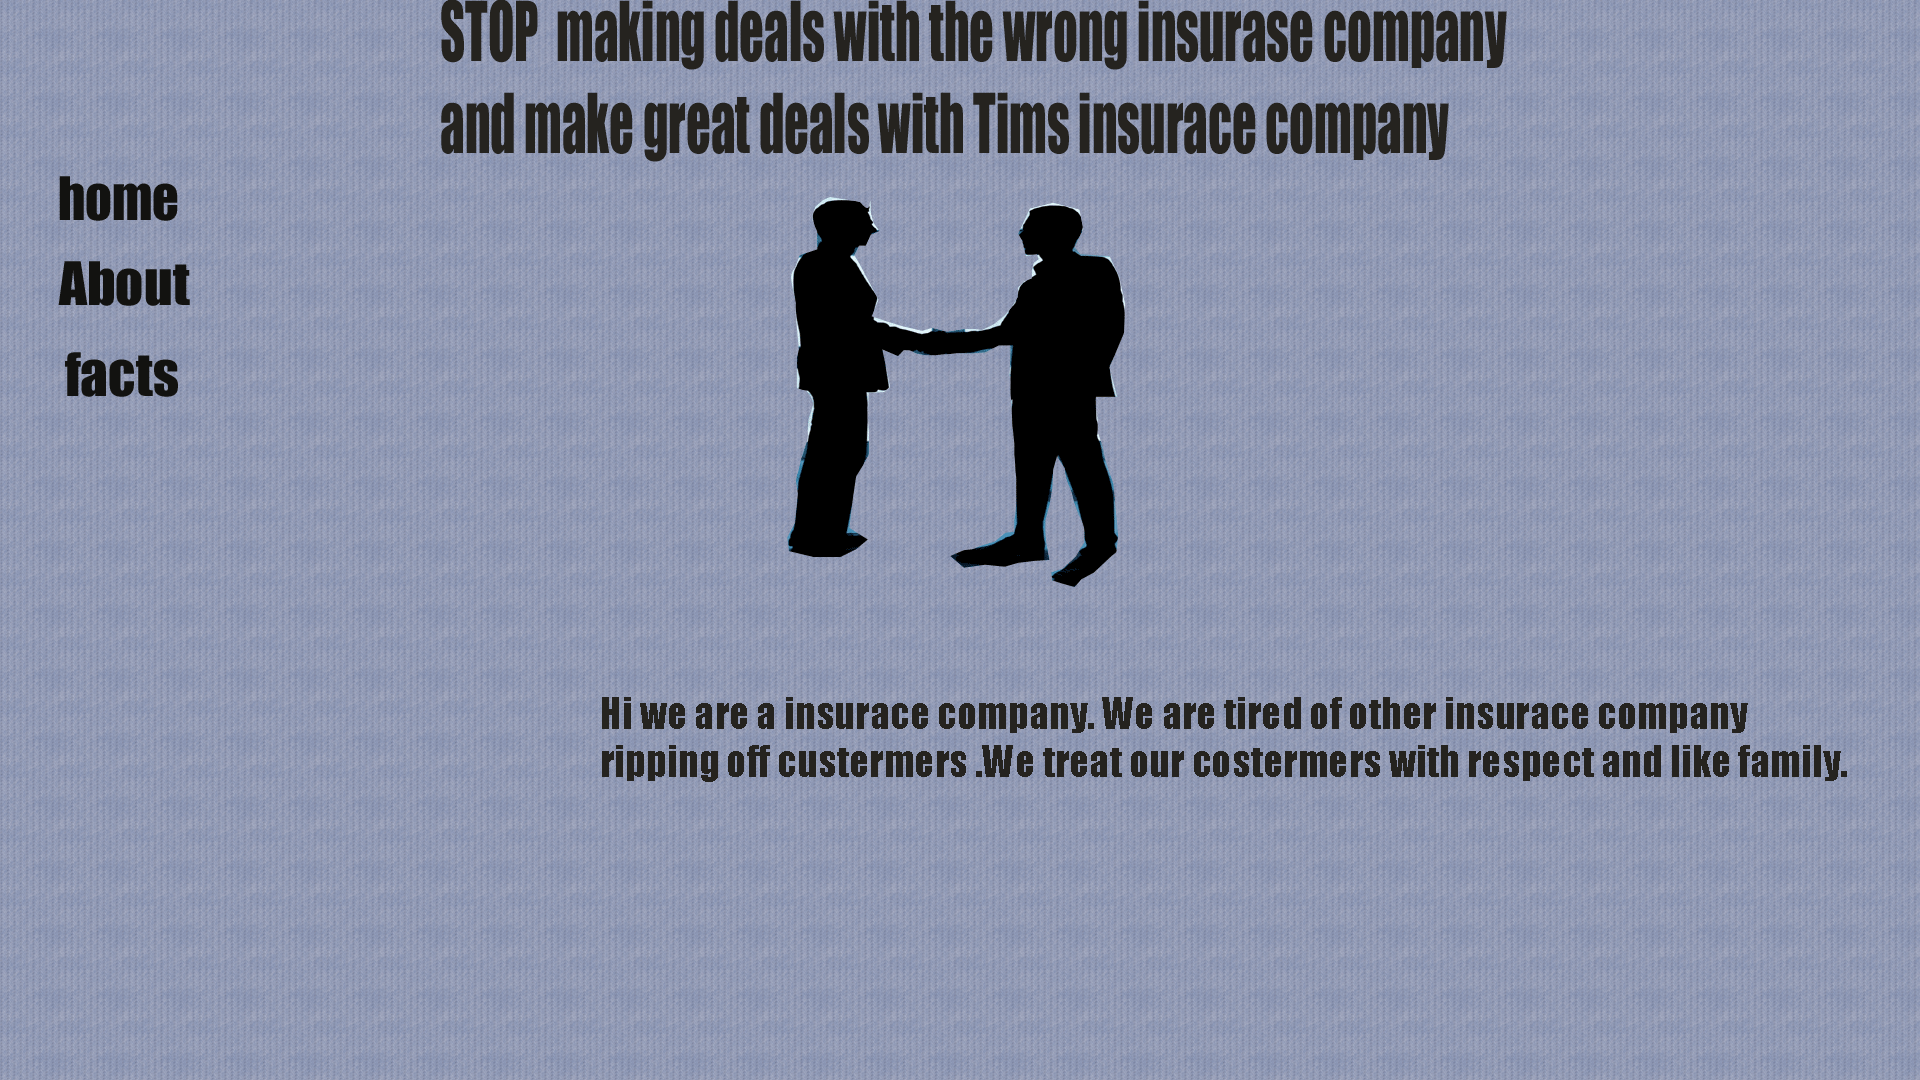 STOP  making deals with the wrong insurase company
and make great deals with Tims insurace company
home
About
facts
Hi we are a insurace company. We are tired of other insurace company
ripping off custermers .We treat our costermers with respect and like family.